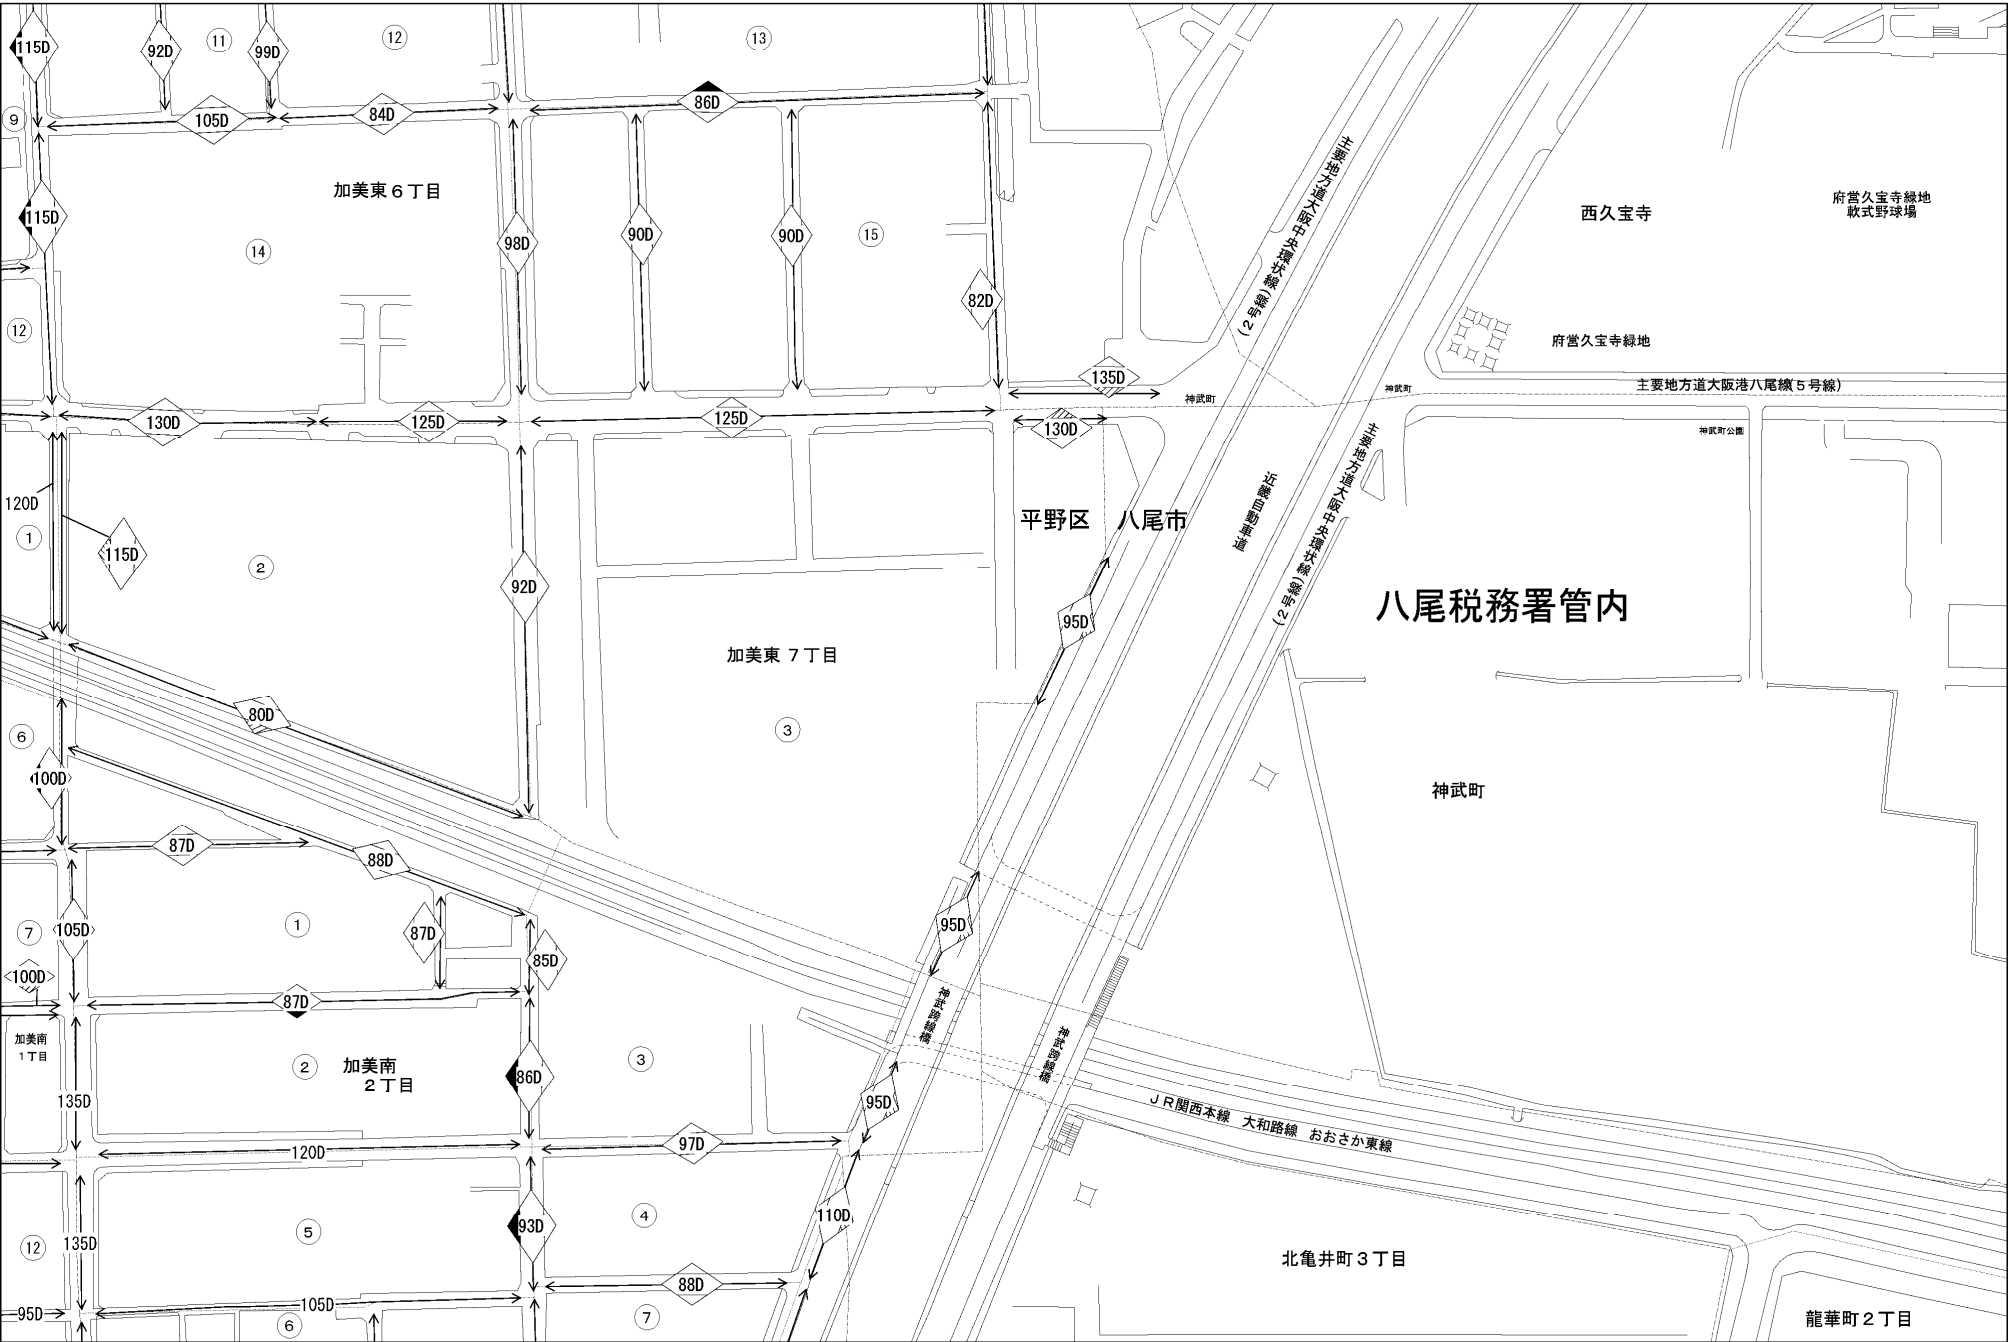 115D
92D
⑪
99D
⑫
⑬
⑨
105D
84D
86D
115D
加美東６丁目
⑭
98D
90D
90D
⑮
82D
⑫
主要地方道大阪中央環状線
(２号線)
西久宝寺
府営久宝寺緑地
軟式野球場
府営久宝寺緑地
130D
125D
125D
135D
130D
神武町
神武町
主要地方道大阪港八尾線(５号線)
神武町公園
120D
①
115D
②
92D
平野区
八尾市
近畿自動車道
主要地方道大阪中央環状線
(２号線)
95D
八尾税務署管内
加美東７丁目
③
80D
⑥
100D
87D
88D
神武町
⑦
105D
①
87D
85D
95D
100D
87D
加美南
１丁目
②
加美南
２丁目
86D
③
神武跨線橋
神武跨線橋
95D
135D
120D
97D
ＪＲ関西本線　大和路線　おおさか東線
⑫
135D
⑤
93D
④
110D
北亀井町３丁目
95D
105D
⑥
88D
⑦
龍華町２丁目